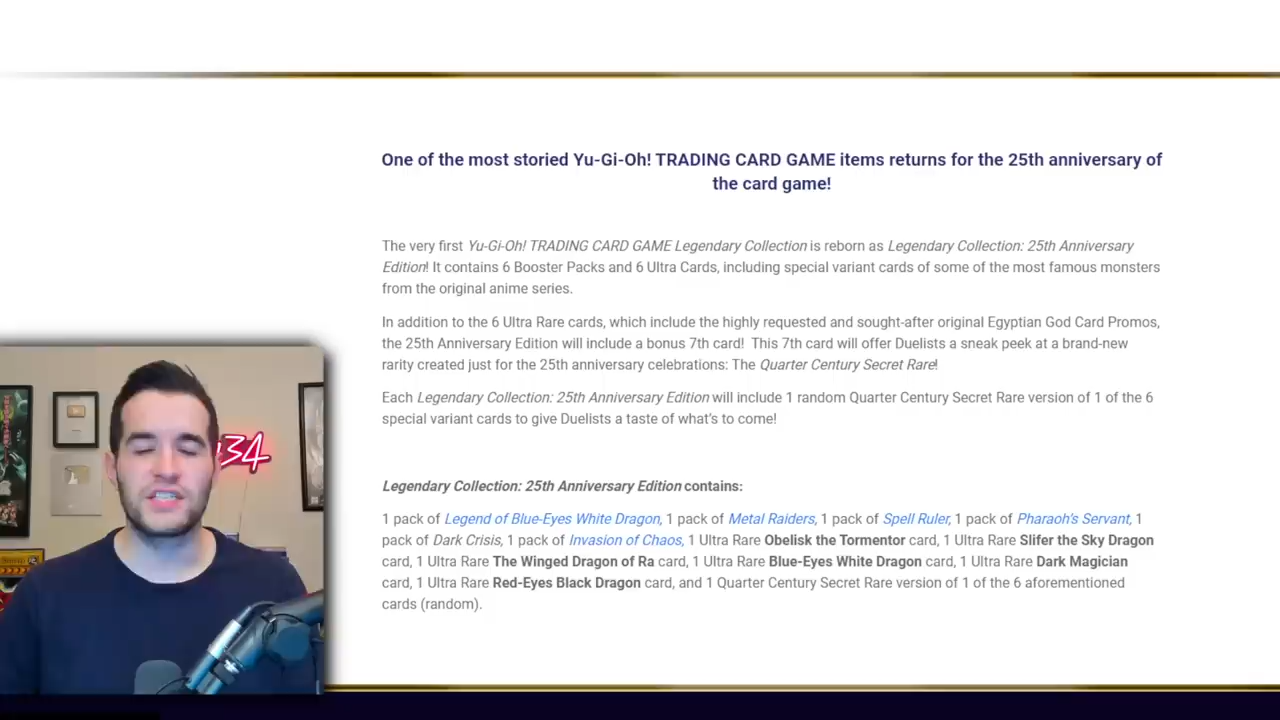 One of the most storied Yu-Gi-Oh! TRADING CARD GAME items returns for the 25th anniversary of
the card game!
The very first Yu-Gi-Oh! TRADING CARD GAME Legendary Collection is reborn as Legendary Collection: 25th Anniversary
Edition! It contains 6 Booster Packs and 6 Ultra Cards, including special variant cards of some of the most famous monsters
from the original anime series.
In addition to the 6 Ultra Rare cards, which include the highly requested and sought-after original Egyptian God Card Promos,
the 25th Anniversary Edition will include a bonus 7th card! This 7th card will offer Duelists a sneak peek at a brand-new
rarity created just for the 25th anniversary celebrations: The Quarter Century Secret Rare!
Each Legendary Collection: 25th Anniversary Edition will include 1 random Quarter Century Secret Rare version of 1 of the 6
special variant cards to give Duelists a taste of what's to come!
Legendary Collection: 25th Anniversary Edition contains:
1 pack of Legend of Blue-Eyes White Dragon, 1 pack of Metal Raiders, 1 pack of Spell Ruler, 1 pack of Pharaoh's Servant, 1
pack of Dark Crisis, 1 pack of Invasion of Chaos, 1 Ultra Rare Obelisk the Tormentor card, 1 Ultra Rare Slifer the Sky Dragon
card, 1 Ultra Rare The Winged Dragon of Ra card, 1 Ultra Rare Blue-Eyes White Dragon card, 1 Ultra Rare Dark Magician
card, 1 Ultra Rare Red-Eyes Black Dragon card, and 1 Quarter Century Secret Rare version of 1 of the 6 aforementioned
cards (random).
34